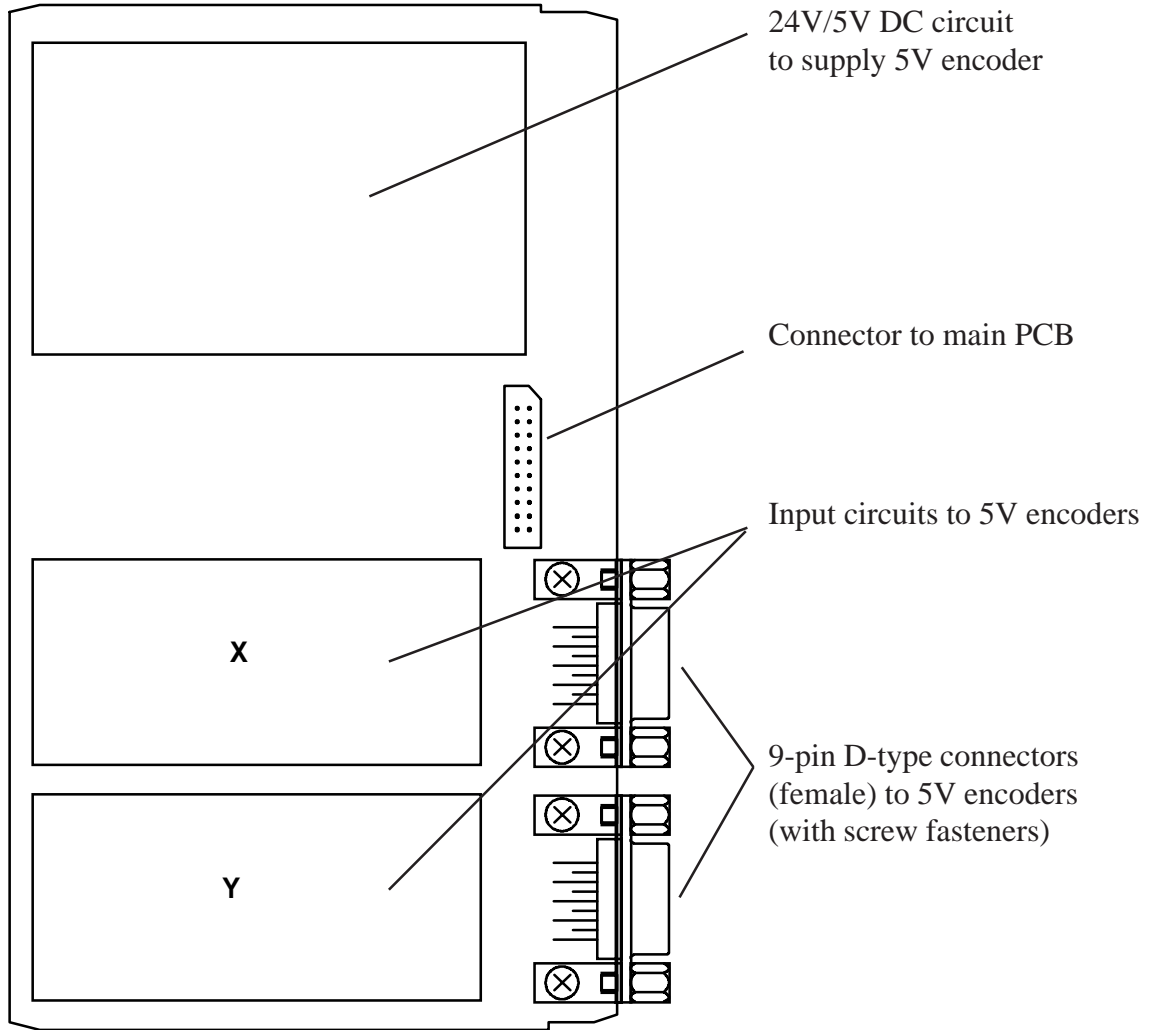 24V/5V DC circuit
to supply 5V encoder
Connector to main PCB
Input circuits to 5V encoders
X
9-pin D-type connectors
(female) to 5V encoders
(with screw fasteners)
Y